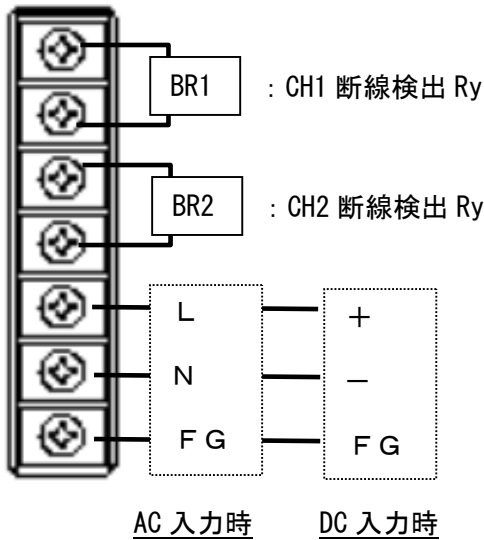 BR1 : CH1 断線検出 Ry
BR2 : CH2 断線検出 Ry
L +
N −
FG FG
AC 入力時 DC 入力時